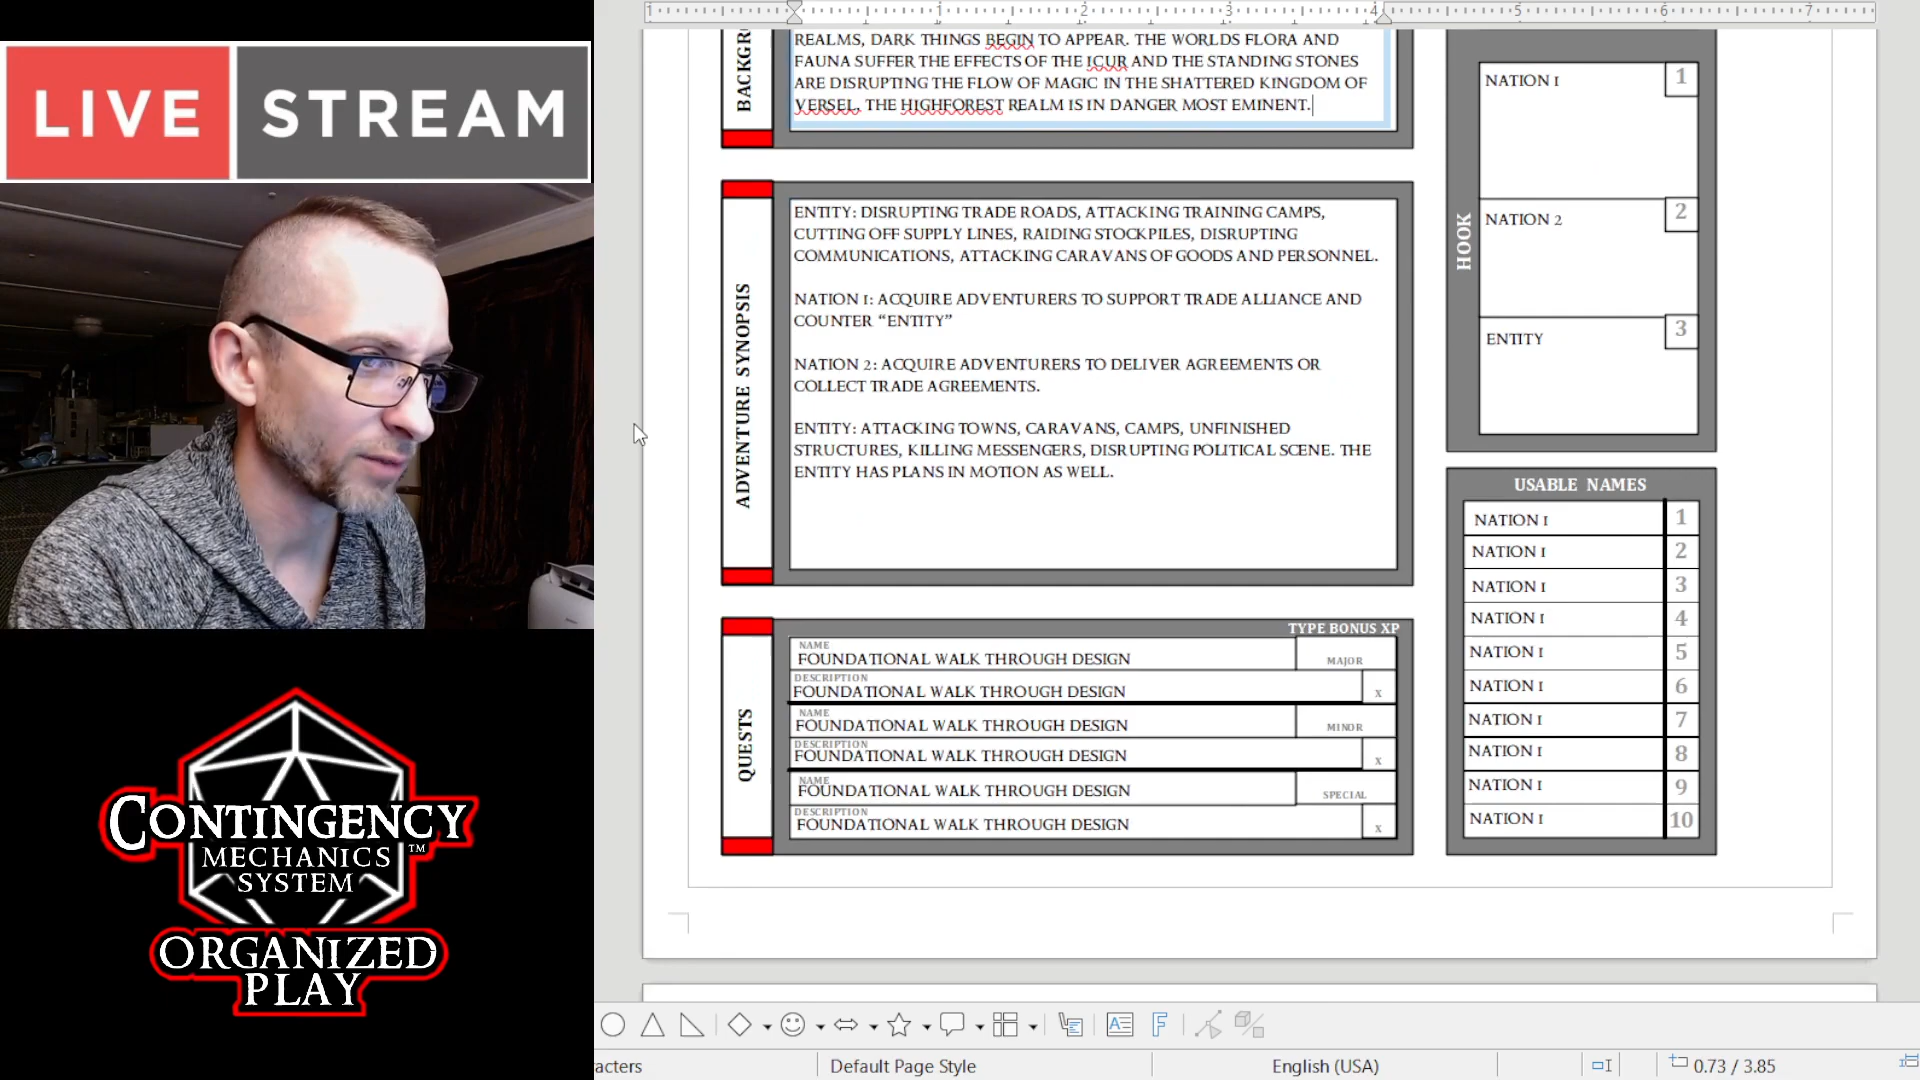 LIVE STREAM
CONTINGENCY
MECHANICS™
SYSTEM
ORGANIZED
PLAY
1 1 2 3 4 5 6 7
REALMS, DARK THINGS BEGIN TO APPEAR. THE WORLDS FLORA AND
FAUNA SUFFER THE EFFECTS OF THE ICUR AND THE STANDING STONES
ARE DISRUPTING THE FLOW OF MAGIC IN THE SHATTERED KINGDOM OF
VERSEL, THE HIGHFOREST REALM IS IN DANGER MOST EMINENT.
ADVENTURE SYNOPSIS
ENTITY: DISRUPTING TRADE ROADS, ATTACKING TRAINING CAMPS,
CUTTING OFF SUPPLY LINES, RAIDING STOCKPILES, DISRUPTING
COMMUNICATIONS, ATTACKING CARAVANS OF GOODS AND PERSONNEL.
NATION 1: ACQUIRE ADVENTURERS TO SUPPORT TRADE ALLIANCE AND
COUNTER “ENTITY”
NATION 2: ACQUIRE ADVENTURERS TO DELIVER AGREEMENTS OR
COLLECT TRADE AGREEMENTS.
ENTITY: ATTACKING TOWNS, CARAVANS, CAMPS, UNFINISHED
STRUCTURES, KILLING MESSENGERS, DISRUPTING POLITICAL SCENE. THE
ENTITY HAS PLANS IN MOTION AS WELL.
QUESTS
TYPE BONUS XP
NAME
FOUNDATIONAL WALK THROUGH DESIGN MAJOR
DESCRIPTION
FOUNDATIONAL WALK THROUGH DESIGN x
NAME
FOUNDATIONAL WALK THROUGH DESIGN MINOR
DESCRIPTION
FOUNDATIONAL WALK THROUGH DESIGN x
NAME
FOUNDATIONAL WALK THROUGH DESIGN SPECIAL
DESCRIPTION
FOUNDATIONAL WALK THROUGH DESIGN x
HOOK
NATION 1 1
NATION 2 2
ENTITY 3
USABLE NAMES
NATION 1 1
NATION 1 2
NATION 1 3
NATION 1 4
NATION 1 5
NATION 1 6
NATION 1 7
NATION 1 8
NATION 1 9
NATION 1 10
Default Page Style
English (USA)
0.73 / 3.85